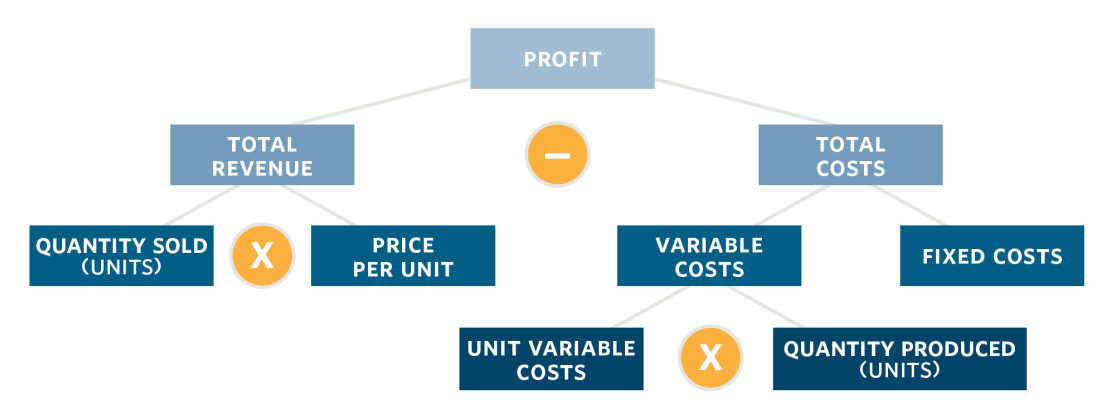 PROFIT
TOTAL
REVENUE
–
TOTAL
COSTS
QUANTITY SOLD
(UNITS)
X
PRICE
PER UNIT
VARIABLE
COSTS
FIXED COSTS
UNIT VARIABLE
COSTS
X
QUANTITY PRODUCED
(UNITS)